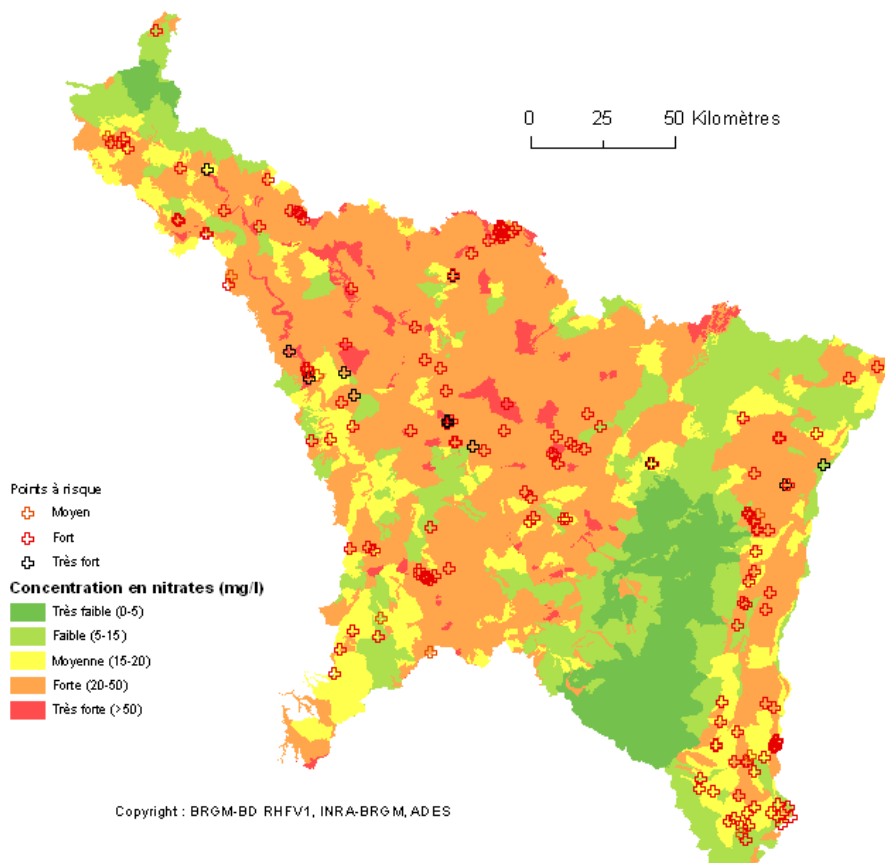 0 25 50 Kilomètres
Points à risque
Moyen
Fort
Très fort
Concentration en nitrates (mg/l)
Très faible (0-5)
Faible (5-15)
Moyenne (15-20)
Forte (20-50)
Très forte (>50)
Copyright : BRGM-BD RHFV1, INRA-BRGM, ADES